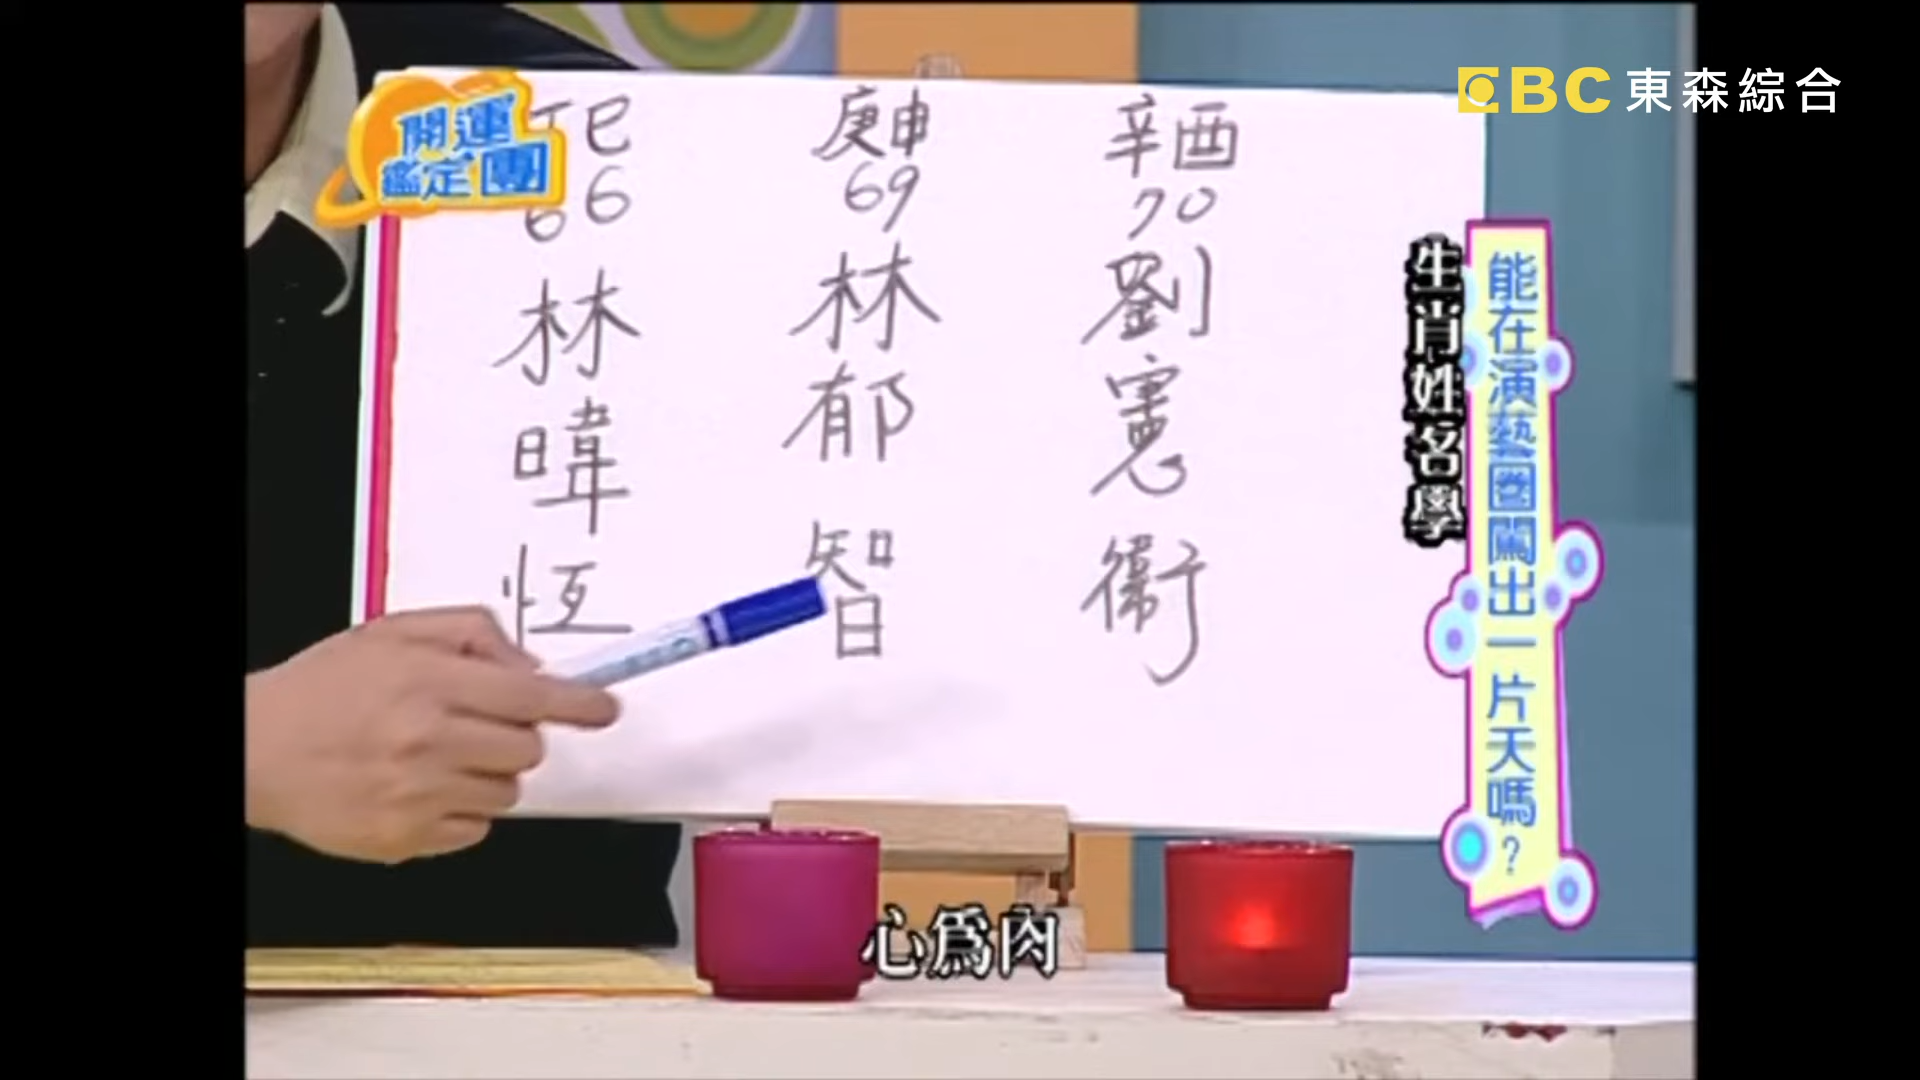 EBC 東森綜合
開運
鑑定團
辛酉
70
劉憲衛
庚申
69
林郁智
丁巳
66
林暐恆
能在演藝圈闖出一片天嗎？
生肖姓名學
心為肉